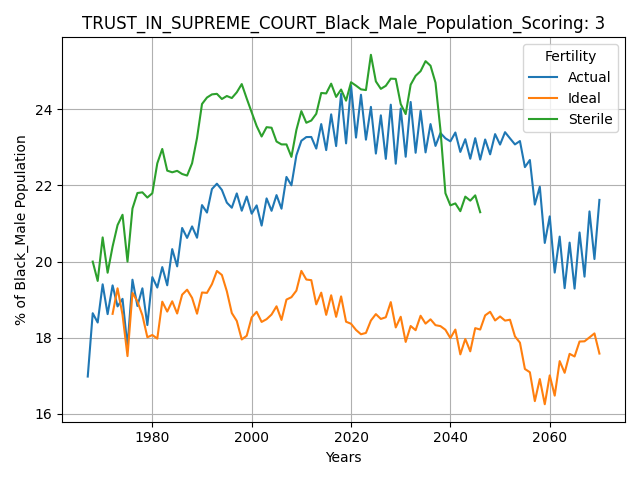 TRUST_IN_SUPREME_COURT_Black_Male_Population_Scoring: 3
% of Black_Male Population
24
22
20
18
16
1980
2000
2020
2040
2060
Years
Fertility
Actual
Ideal
Sterile